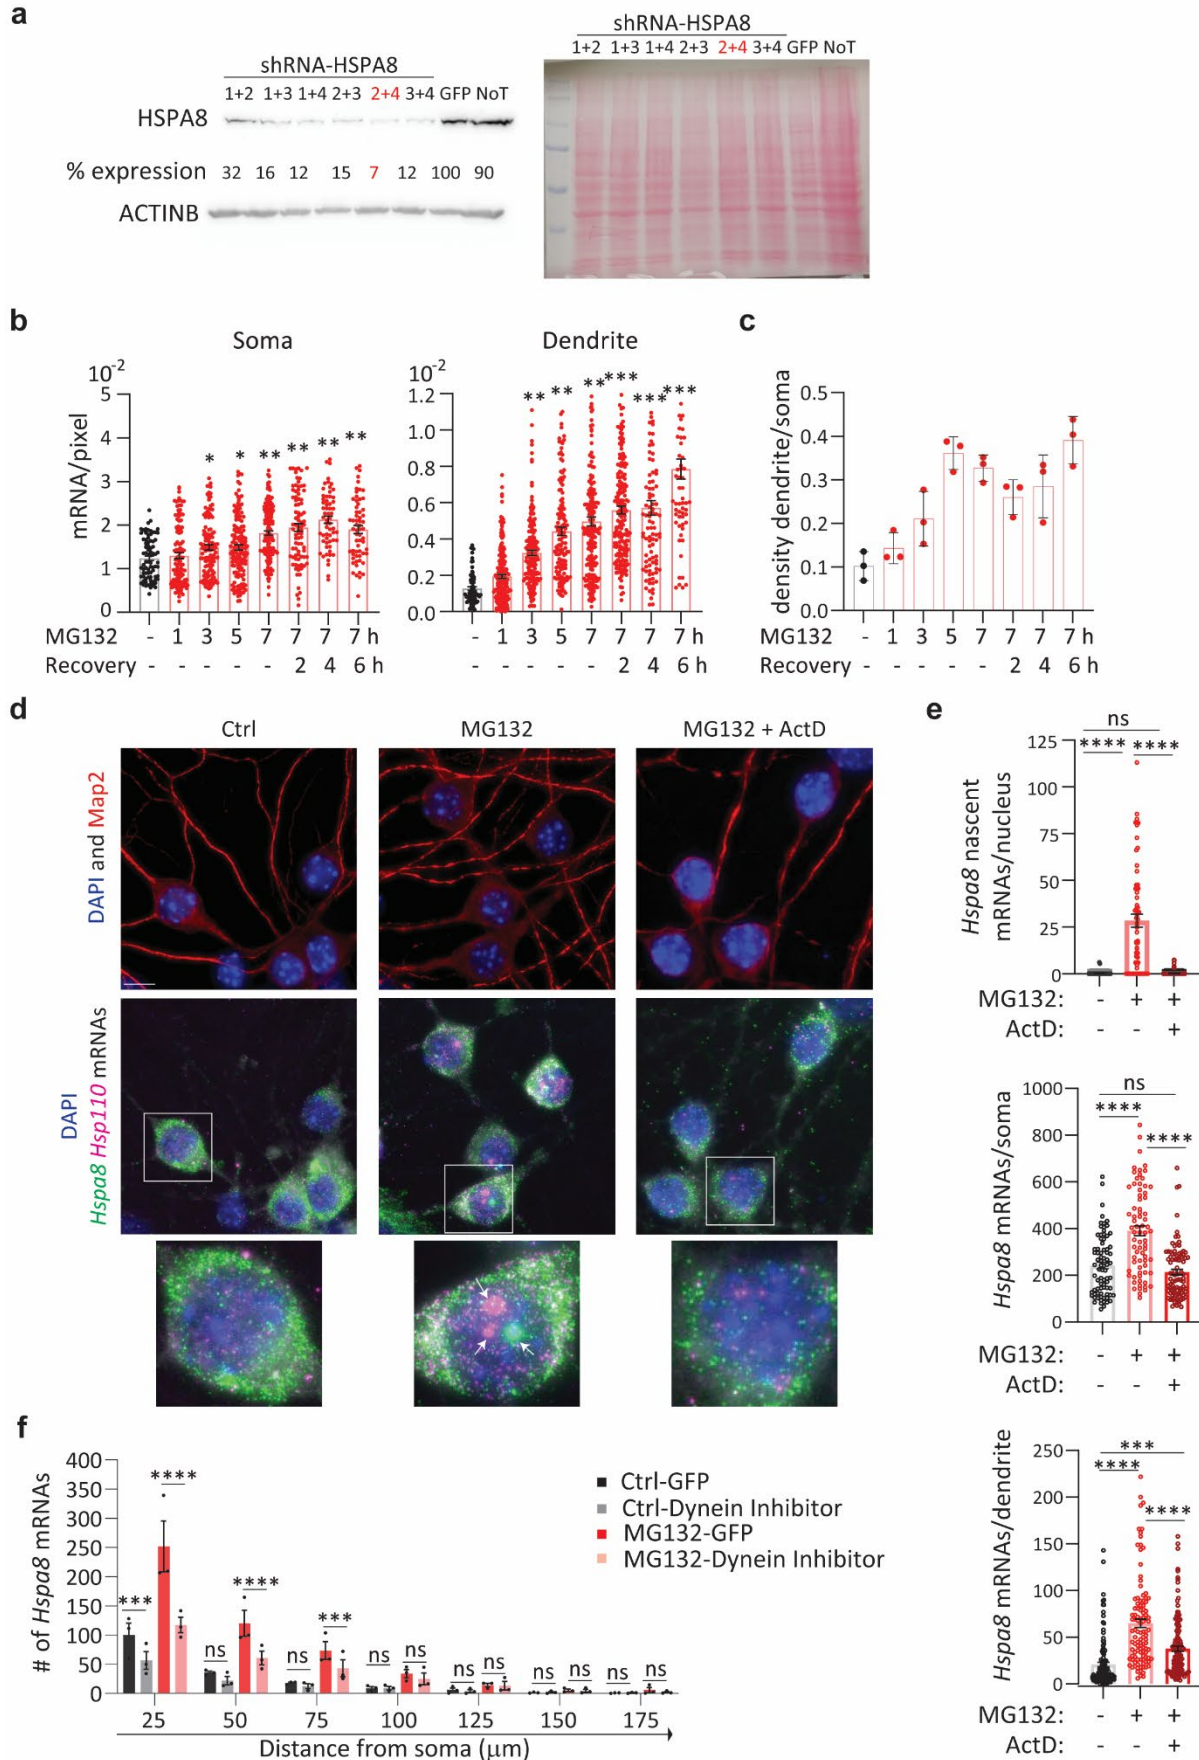 a
shRNA-HSPA8
1+2 1+3 1+4 2+3 2+4 3+4 GFP NoT
HSPA8
% expression 32 16 12 15 7 12 100 90
ACTINB
shRNA-HSPA8
1+2 1+3 1+4 2+3 2+4 3+4 GFP NoT
b
Soma
10-2
mRNA/pixel
5
4
3
2
1
0
* * ** ** ** **
MG132 - 1 3 5 7 7 7 7 h
Recovery - - - - - 2 4 6 h
Dendrite
10-2
1.2
1.0
0.8
0.6
0.4
0.2
0.0
** ** ** *** *** ***
- 1 3 5 7 7 7 7 h
- - - - - 2 4 6 h
c
density dendrite/soma
0.5
0.4
0.3
0.2
0.1
0.0
MG132 - 1 3 5 7 7 7 7 h
Recovery - - - - - 2 4 6 h
d
Ctrl MG132 MG132 + ActD
DAPI and Map2
DAPI
Hspa8 Hsp110 mRNAs
e
Hspa8 nascent
mRNAs/nucleus
ns
**** ****
125
100
75
50
25
0
MG132: - + +
ActD: - - +
Hspa8 mRNAs/soma
ns
****
****
1000
800
600
400
200
0
MG132: - + +
ActD: - - +
Hspa8 mRNAs/dendrite
***
****
****
250
200
150
100
50
0
MG132: - + +
ActD: - - +
f
# of Hspa8 mRNAs
400
350
300
250
200
150
100
50
0
*** **** ns **** ns *** ns ns ns ns ns ns ns ns
25 50 75 100 125 150 175
Distance from soma (μm)
Ctrl-GFP
Ctrl-Dynein Inhibitor
MG132-GFP
MG132-Dynein Inhibitor